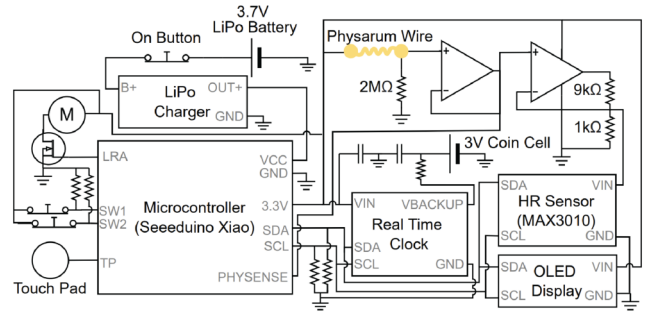 3.7V
LiPo Battery
On Button
Physarum Wire
B+
LiPo
Charger
OUT+
GND
2MΩ
9kΩ
1kΩ
M
LRA
SW1
SW2
TP
Touch Pad
Microcontroller
(Seeeduino Xiao)
VCC
GND
3.3V
SDA
SCL
PHYSENSE
3V Coin Cell
VIN
VBACKUP
Real Time
Clock
SDA
SCL
GND
SDA
VIN
HR Sensor
(MAX3010)
SCL
GND
SDA
VIN
OLED
Display
SCL
GND